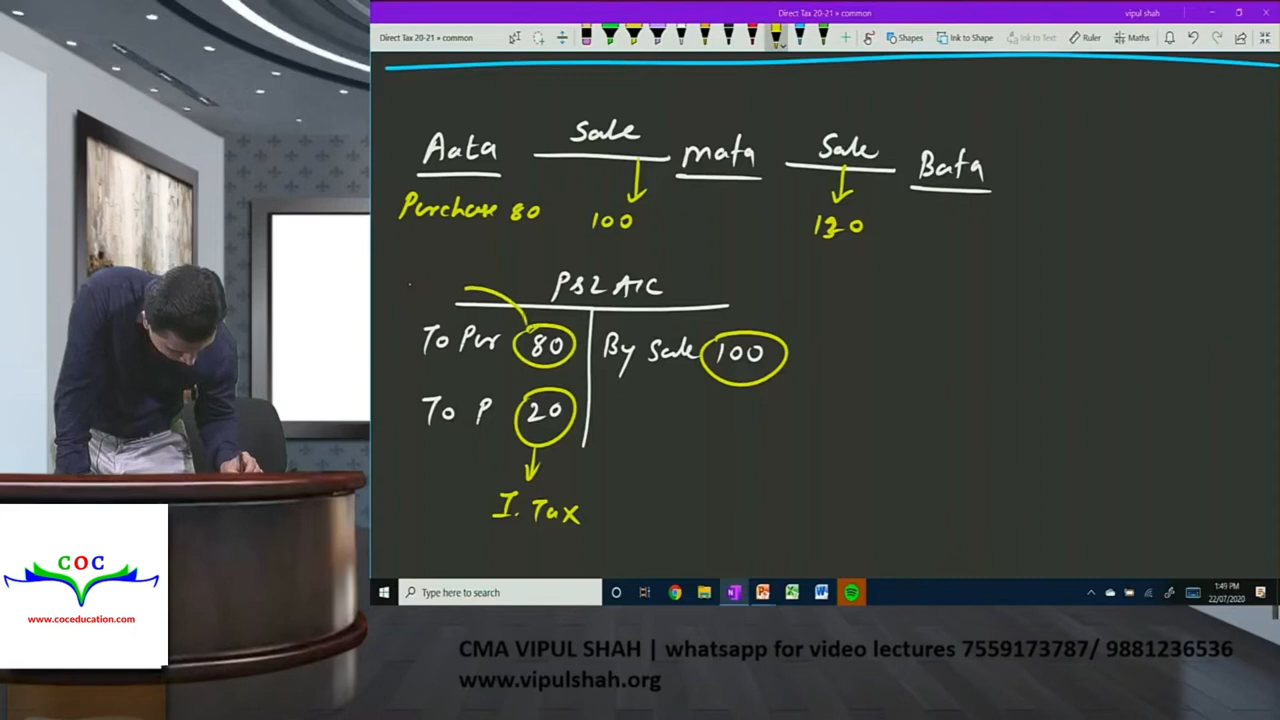 Direct Tax 20-21 » common
vipul shah
Direct Tax 20-21 » common
Shapes
Ink to Shape
Ink to Text
Ruler
Maths
Aata Sale Mata Sale Bata
Purchase 80 100 130
P&L A/C
To Pur 80 By Sale 100
To P 20
I. Tax
COC
www.coceducation.com
Type here to search
1:49 PM
22/07/2020
CMA VIPUL SHAH | whatsapp for video lectures 7559173787/ 9881236536
www.vipulshah.org